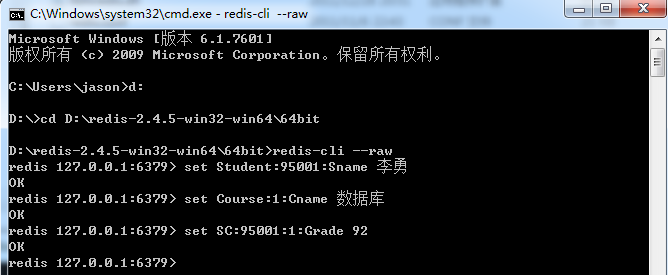 C:\Windows\system32\cmd.exe - redis-cli --raw
Microsoft Windows [版本 6.1.7601]
版权所有 (c) 2009 Microsoft Corporation。保留所有权利。
C:\Users\jason>d:
D:\>cd D:\redis-2.4.5-win32-win64\64bit
D:\redis-2.4.5-win32-win64\64bit>redis-cli --raw
redis 127.0.0.1:6379> set Student:95001:Sname 李勇
OK
redis 127.0.0.1:6379> set Course:1:Cname 数据库
OK
redis 127.0.0.1:6379> set SC:95001:1:Grade 92
OK
redis 127.0.0.1:6379>